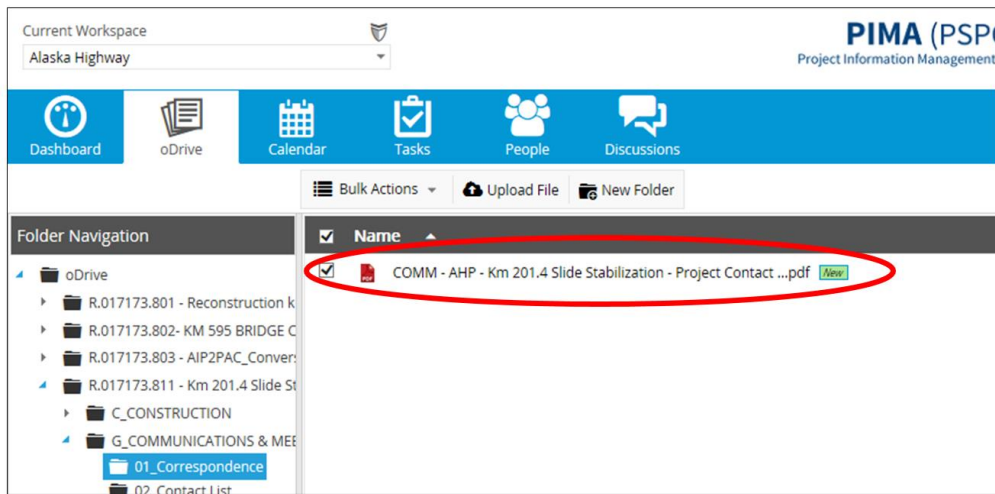 Current Workspace
Alaska Highway
PIMA (PSPC
Project Information Management
Dashboard
oDrive
Calendar
Tasks
People
Discussions
Bulk Actions
Upload File
New Folder
Folder Navigation
Name
oDrive
COMM - AHP - Km 201.4 Slide Stabilization - Project Contact ...pdf New
R.017173.801 - Reconstruction k
R.017173.802- KM 595 BRIDGE C
R.017173.803 - AIP2PAC_Convers
R.017173.811 - Km 201.4 Slide St
C_CONSTRUCTION
G_COMMUNICATIONS & MEE
01_Correspondence
02_Contact List